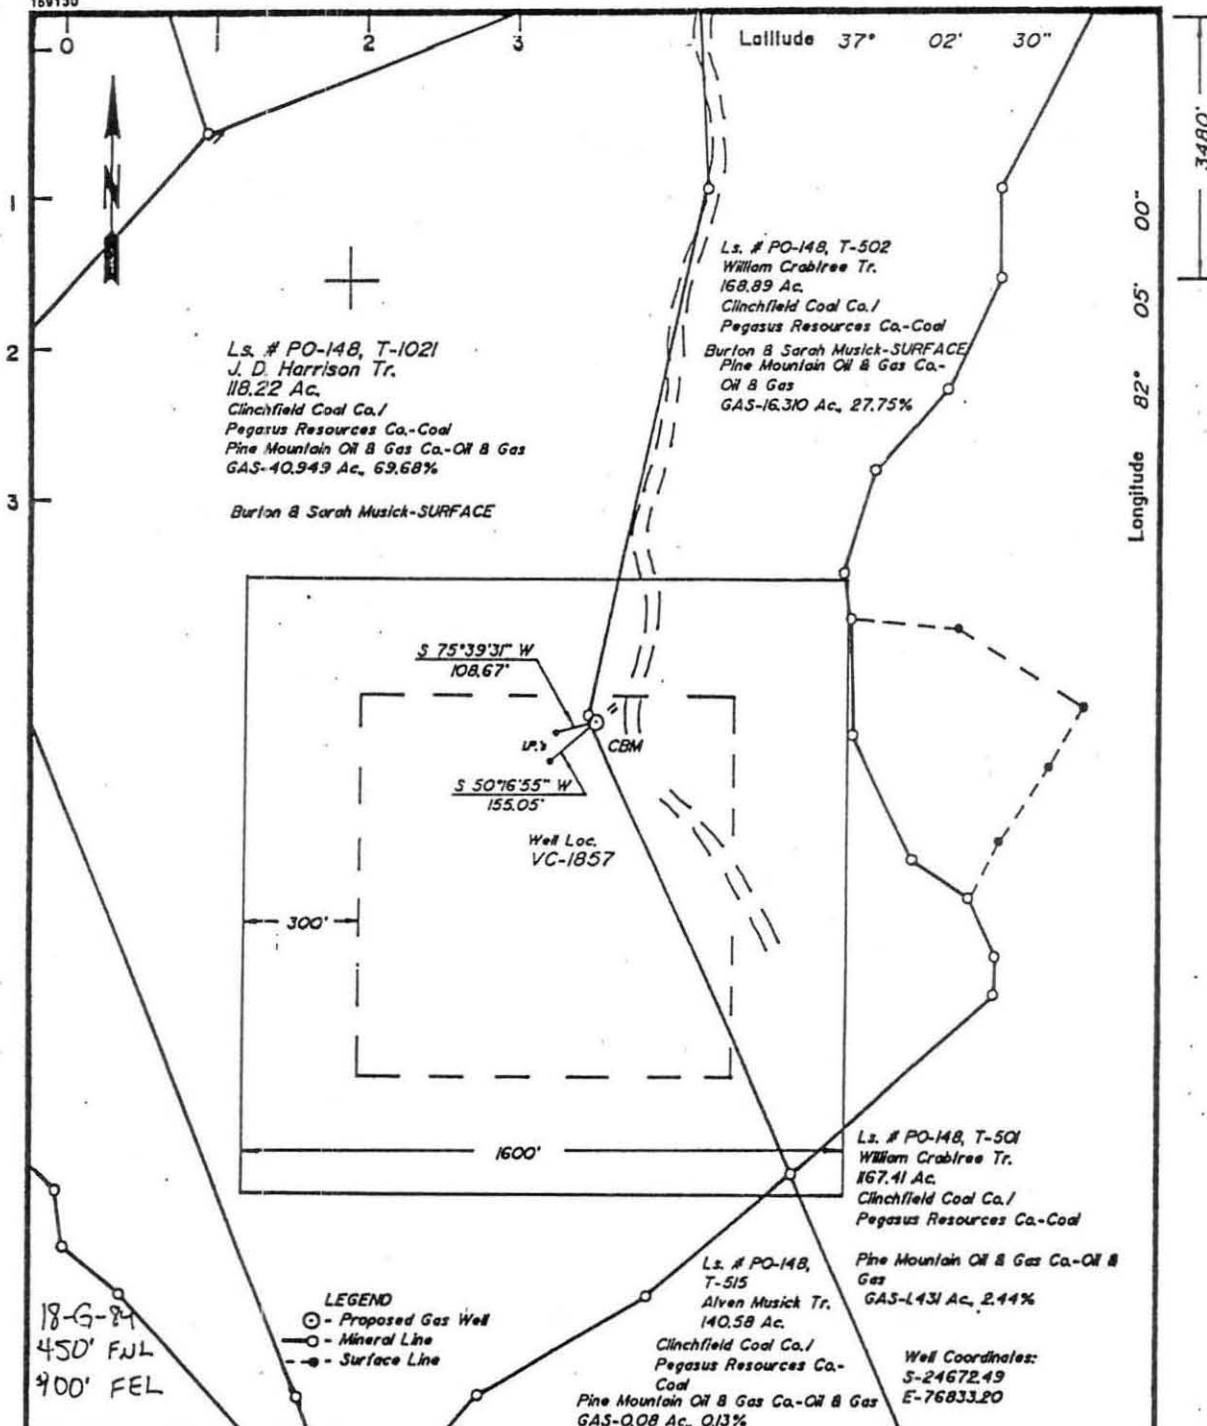 159130
0 1 2 3
Latitude 37° 02' 30"
3480'
N
1
2
3
Longitude 82° 05' 00"
Ls. # PO-148, T-502
William Crabtree Tr.
168.89 Ac.
Clinchfield Coal Co./
Pegasus Resources Co.-Coal
Burton & Sarah Musick-SURFACE
Pine Mountain Oil & Gas Co.-
Oil & Gas
GAS-16.310 Ac., 27.75%
Ls. # PO-148, T-1021
J. D. Harrison Tr.
118.22 Ac.
Clinchfield Coal Co./
Pegasus Resources Co.-Coal
Pine Mountain Oil & Gas Co.-Oil & Gas
GAS-40.949 Ac., 69.68%
Burton & Sarah Musick-SURFACE
S 75°39'31" W
108.67'
CBM
S 50°16'55" W
155.05'
Well Loc.
VC-1857
300'
1600'
Ls. # PO-148, T-501
William Crabtree Tr.
167.41 Ac.
Clinchfield Coal Co./
Pegasus Resources Co.-Coal
Pine Mountain Oil & Gas Co.-Oil &
Gas
GAS-1.431 Ac., 2.44%
Ls. # PO-148,
T-515
Alven Musick Tr.
140.58 Ac.
Clinchfield Coal Co./
Pegasus Resources Co.-
Coal
Pine Mountain Oil & Gas Co.-Oil & Gas
GAS-0.08 Ac., 0.13%
Well Coordinates:
S-24672.49
E-76833.20
LEGEND
- Proposed Gas Well
- Mineral Line
- Surface Line
450' FNL
900' FEL